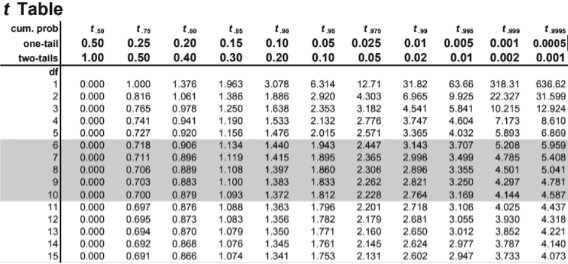 t Table
cum. prob t .50 t .75 t .80 t .85 t .90 t .95 t .975 t .99 t .995 t .999 t .9995
one-tail 0.50 0.25 0.20 0.15 0.10 0.05 0.025 0.01 0.005 0.001 0.0005
two-tails 1.00 0.50 0.40 0.30 0.20 0.10 0.05 0.02 0.01 0.002 0.001
df
1 0.000 1.000 1.376 1.963 3.078 6.314 12.71 31.82 63.66 318.31 636.62
2 0.000 0.816 1.061 1.386 1.886 2.920 4.303 6.965 9.925 22.327 31.599
3 0.000 0.765 0.978 1.250 1.638 2.353 3.182 4.541 5.841 10.215 12.924
4 0.000 0.741 0.941 1.190 1.533 2.132 2.776 3.747 4.604 7.173 8.610
5 0.000 0.727 0.920 1.156 1.476 2.015 2.571 3.365 4.032 5.893 6.869
6 0.000 0.718 0.906 1.134 1.440 1.943 2.447 3.143 3.707 5.208 5.959
7 0.000 0.711 0.896 1.119 1.415 1.895 2.365 2.998 3.499 4.785 5.408
8 0.000 0.706 0.889 1.108 1.397 1.860 2.306 2.896 3.355 4.501 5.041
9 0.000 0.703 0.883 1.100 1.383 1.833 2.262 2.821 3.250 4.297 4.781
10 0.000 0.700 0.879 1.093 1.372 1.812 2.228 2.764 3.169 4.144 4.587
11 0.000 0.697 0.876 1.088 1.363 1.796 2.201 2.718 3.106 4.025 4.437
12 0.000 0.695 0.873 1.083 1.356 1.782 2.179 2.681 3.055 3.930 4.318
13 0.000 0.694 0.870 1.079 1.350 1.771 2.160 2.650 3.012 3.852 4.221
14 0.000 0.692 0.868 1.076 1.345 1.761 2.145 2.624 2.977 3.787 4.140
15 0.000 0.691 0.866 1.074 1.341 1.753 2.131 2.602 2.947 3.733 4.073